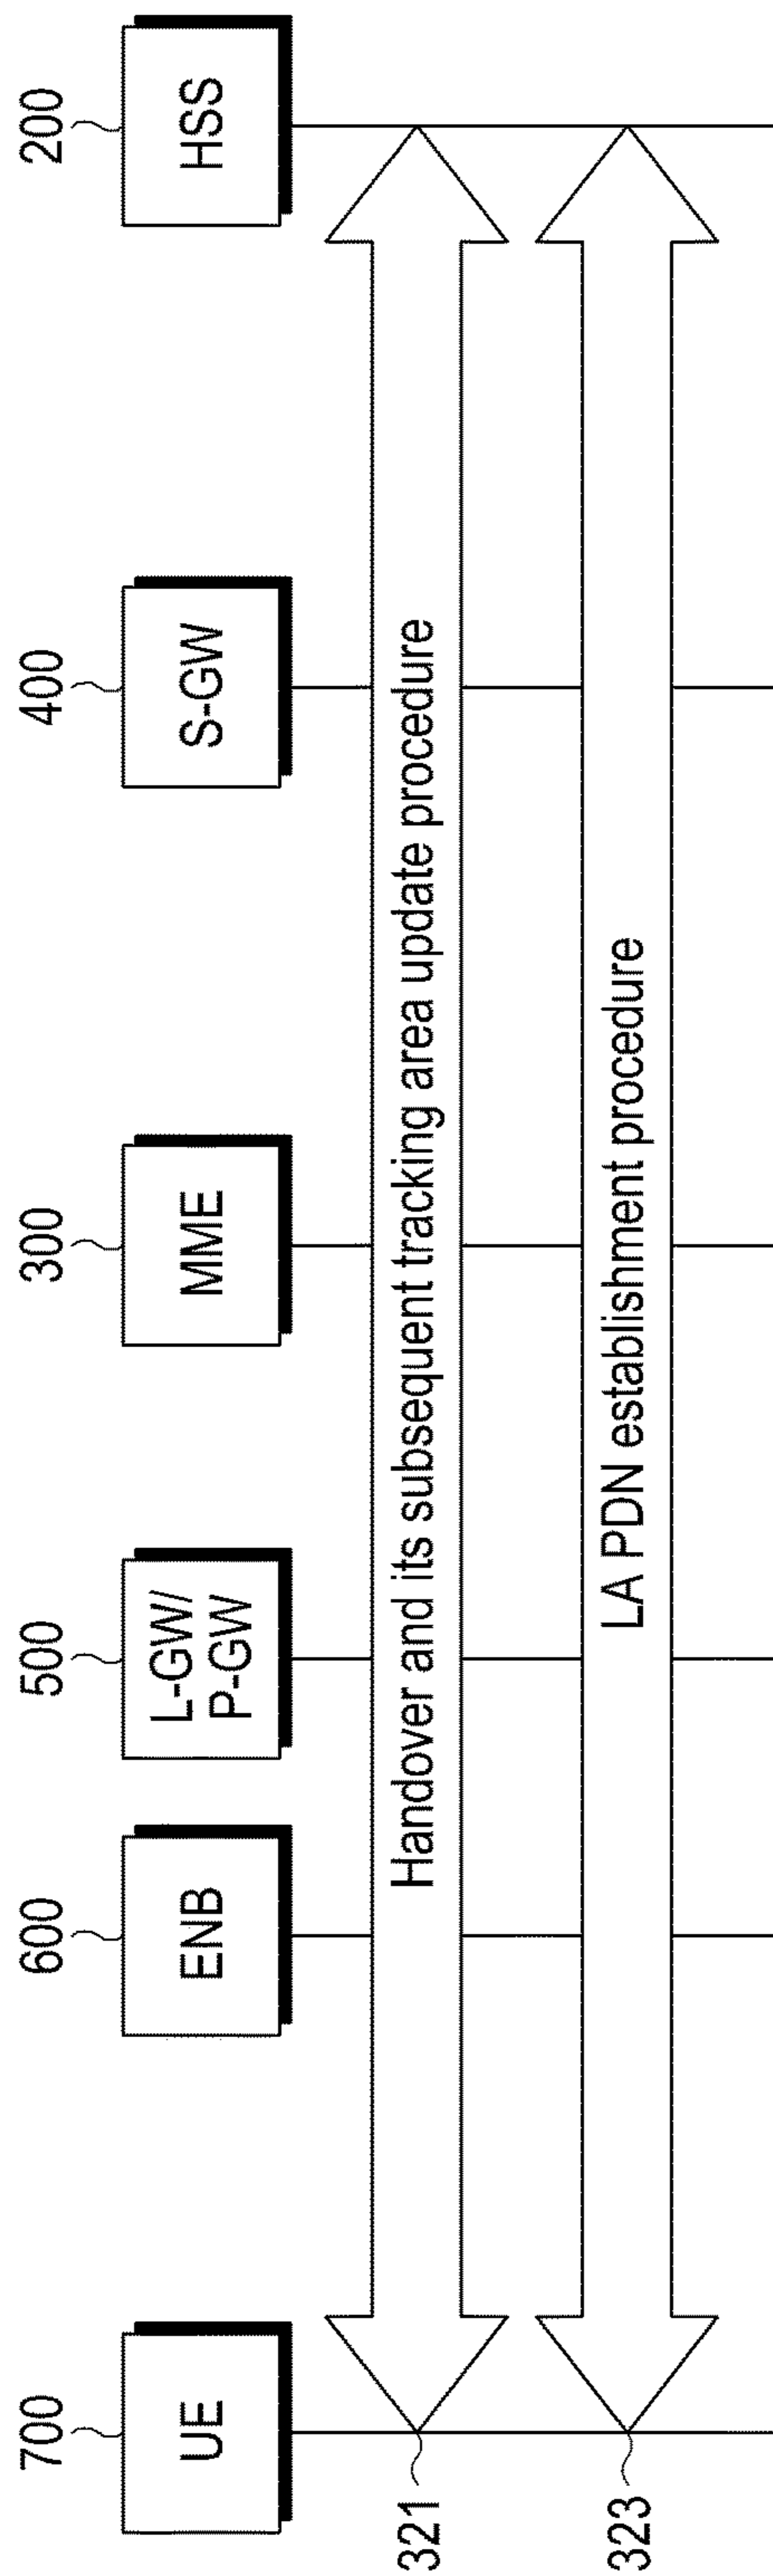 700
600
500
300
400
200
UE
ENB
L-GW/
P-GW
MME
S-GW
HSS
321
Handover and its subsequent tracking area update procedure
323
LA PDN establishment procedure